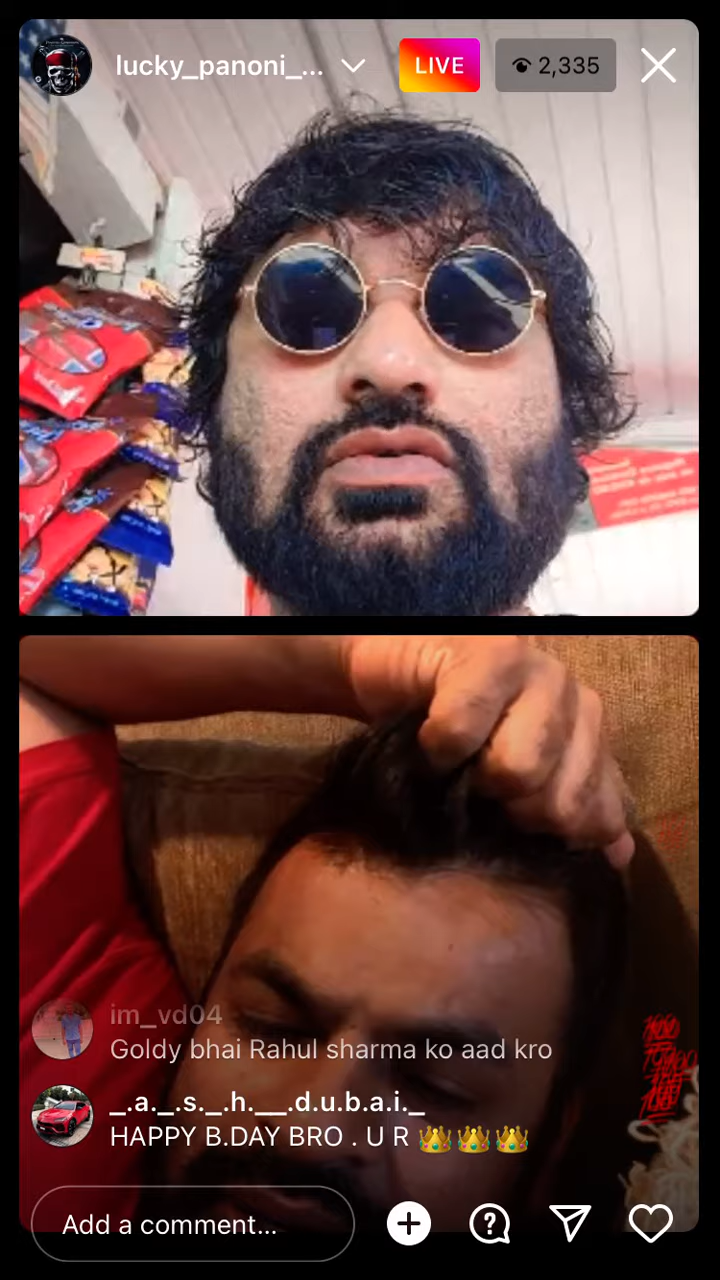 lucky_panoni_...
LIVE
2,335
im_vd04
Goldy bhai Rahul sharma ko aad kro
_.a._.s._.h.__.d.u.b.a.i._
HAPPY B.DAY BRO . U R 👑👑👑
Add a comment...